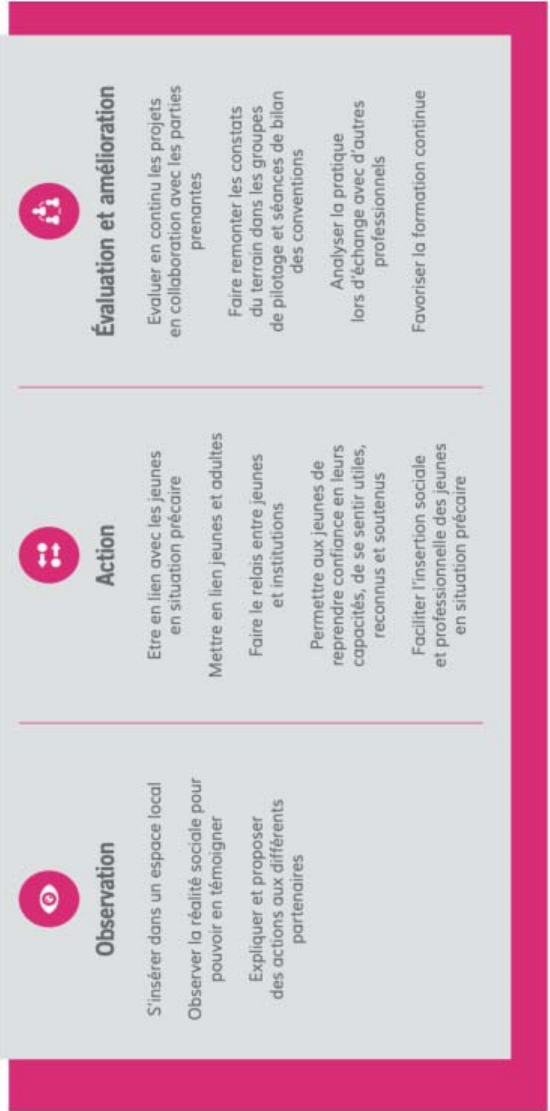 Observation
S'insérer dans un espace local
Observer la réalité sociale pour
pouvoir en témoigner
Expliquer et proposer
des actions aux différents
partenaires
Action
Etre en lien avec les jeunes
en situation précaire
Mettre en lien jeunes et adultes
Faire le relais entre jeunes
et institutions
Permettre aux jeunes de
reprendre confiance en leurs
capacités, de se sentir utiles,
reconnus et soutenus
Faciliter l'insertion sociale
et professionnelle des jeunes
en situation précaire
Évaluation et amélioration
Evaluer en continu les projets
en collaboration avec les parties
prenantes
Faire remonter les constats
du terrain dans les groupes
de pilotage et séances de bilan
des conventions
Analyser la pratique
lors d'échange avec d'autres
professionnels
Favoriser la formation continue